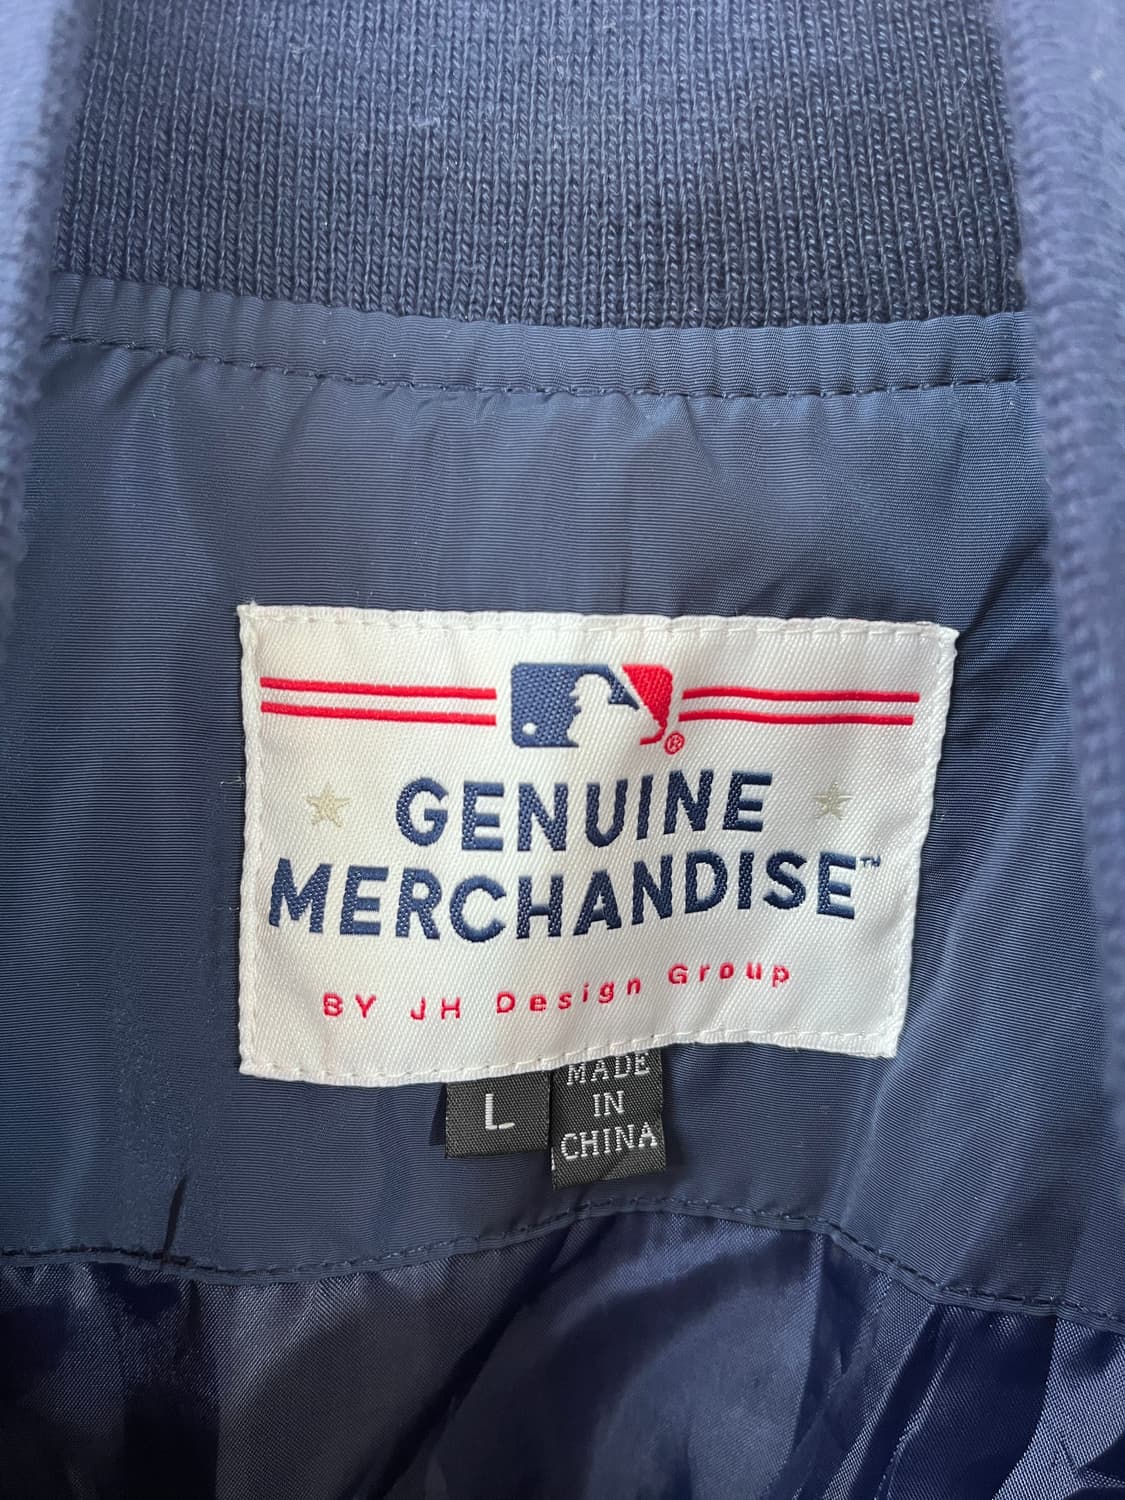 ®
GENUINE
MERCHANDISE™
BY JH Design Group
L
MADE
IN
CHINA